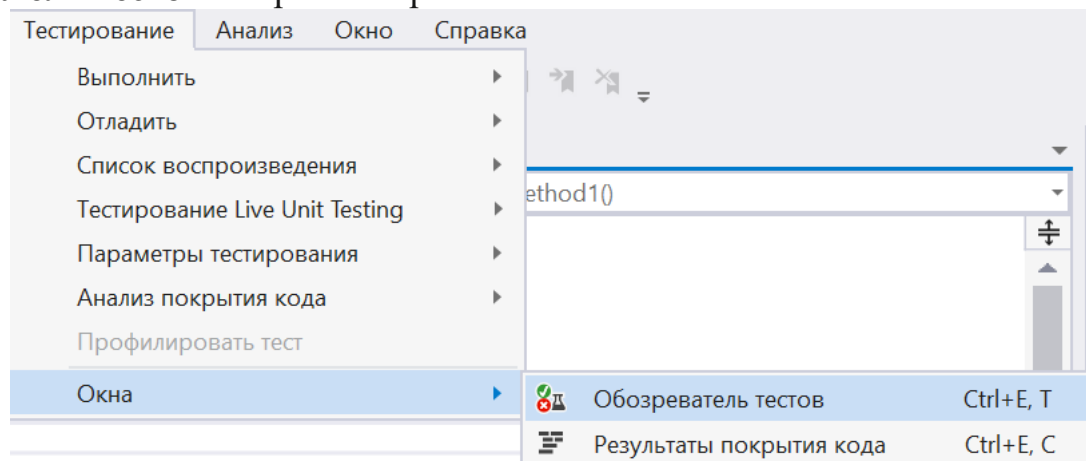 Тестирование Анализ Окно Справка
Выполнить
Отладить
Список воспроизведения
ethod1()
Тестирование Live Unit Testing
Параметры тестирования
Анализ покрытия кода
Профилировать тест
Окна
Обозреватель тестов Ctrl+E, T
Результаты покрытия кода Ctrl+E, C